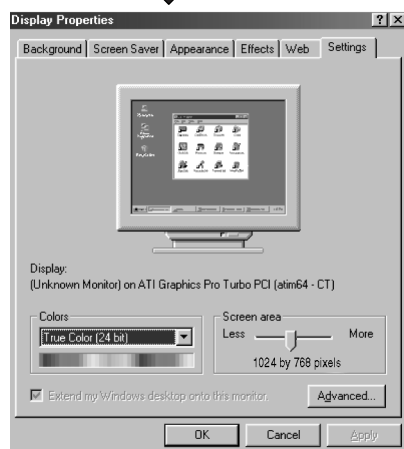 Display Properties
Background Screen Saver Appearance Effects Web Settings
Display:
(Unknown Monitor) on ATI Graphics Pro Turbo PCI (atim64 - CT)
Colors
True Color (24 bit)
Screen area
Less More
1024 by 768 pixels
Extend my Windows desktop onto this monitor.
Advanced...
OK Cancel Apply